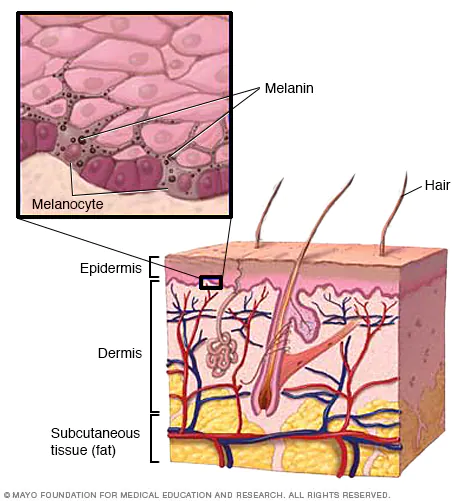 Melanin
Melanocyte
Hair
Epidermis
Dermis
Subcutaneous
tissue (fat)
© MAYO FOUNDATION FOR MEDICAL EDUCATION AND RESEARCH. ALL RIGHTS RESERVED.